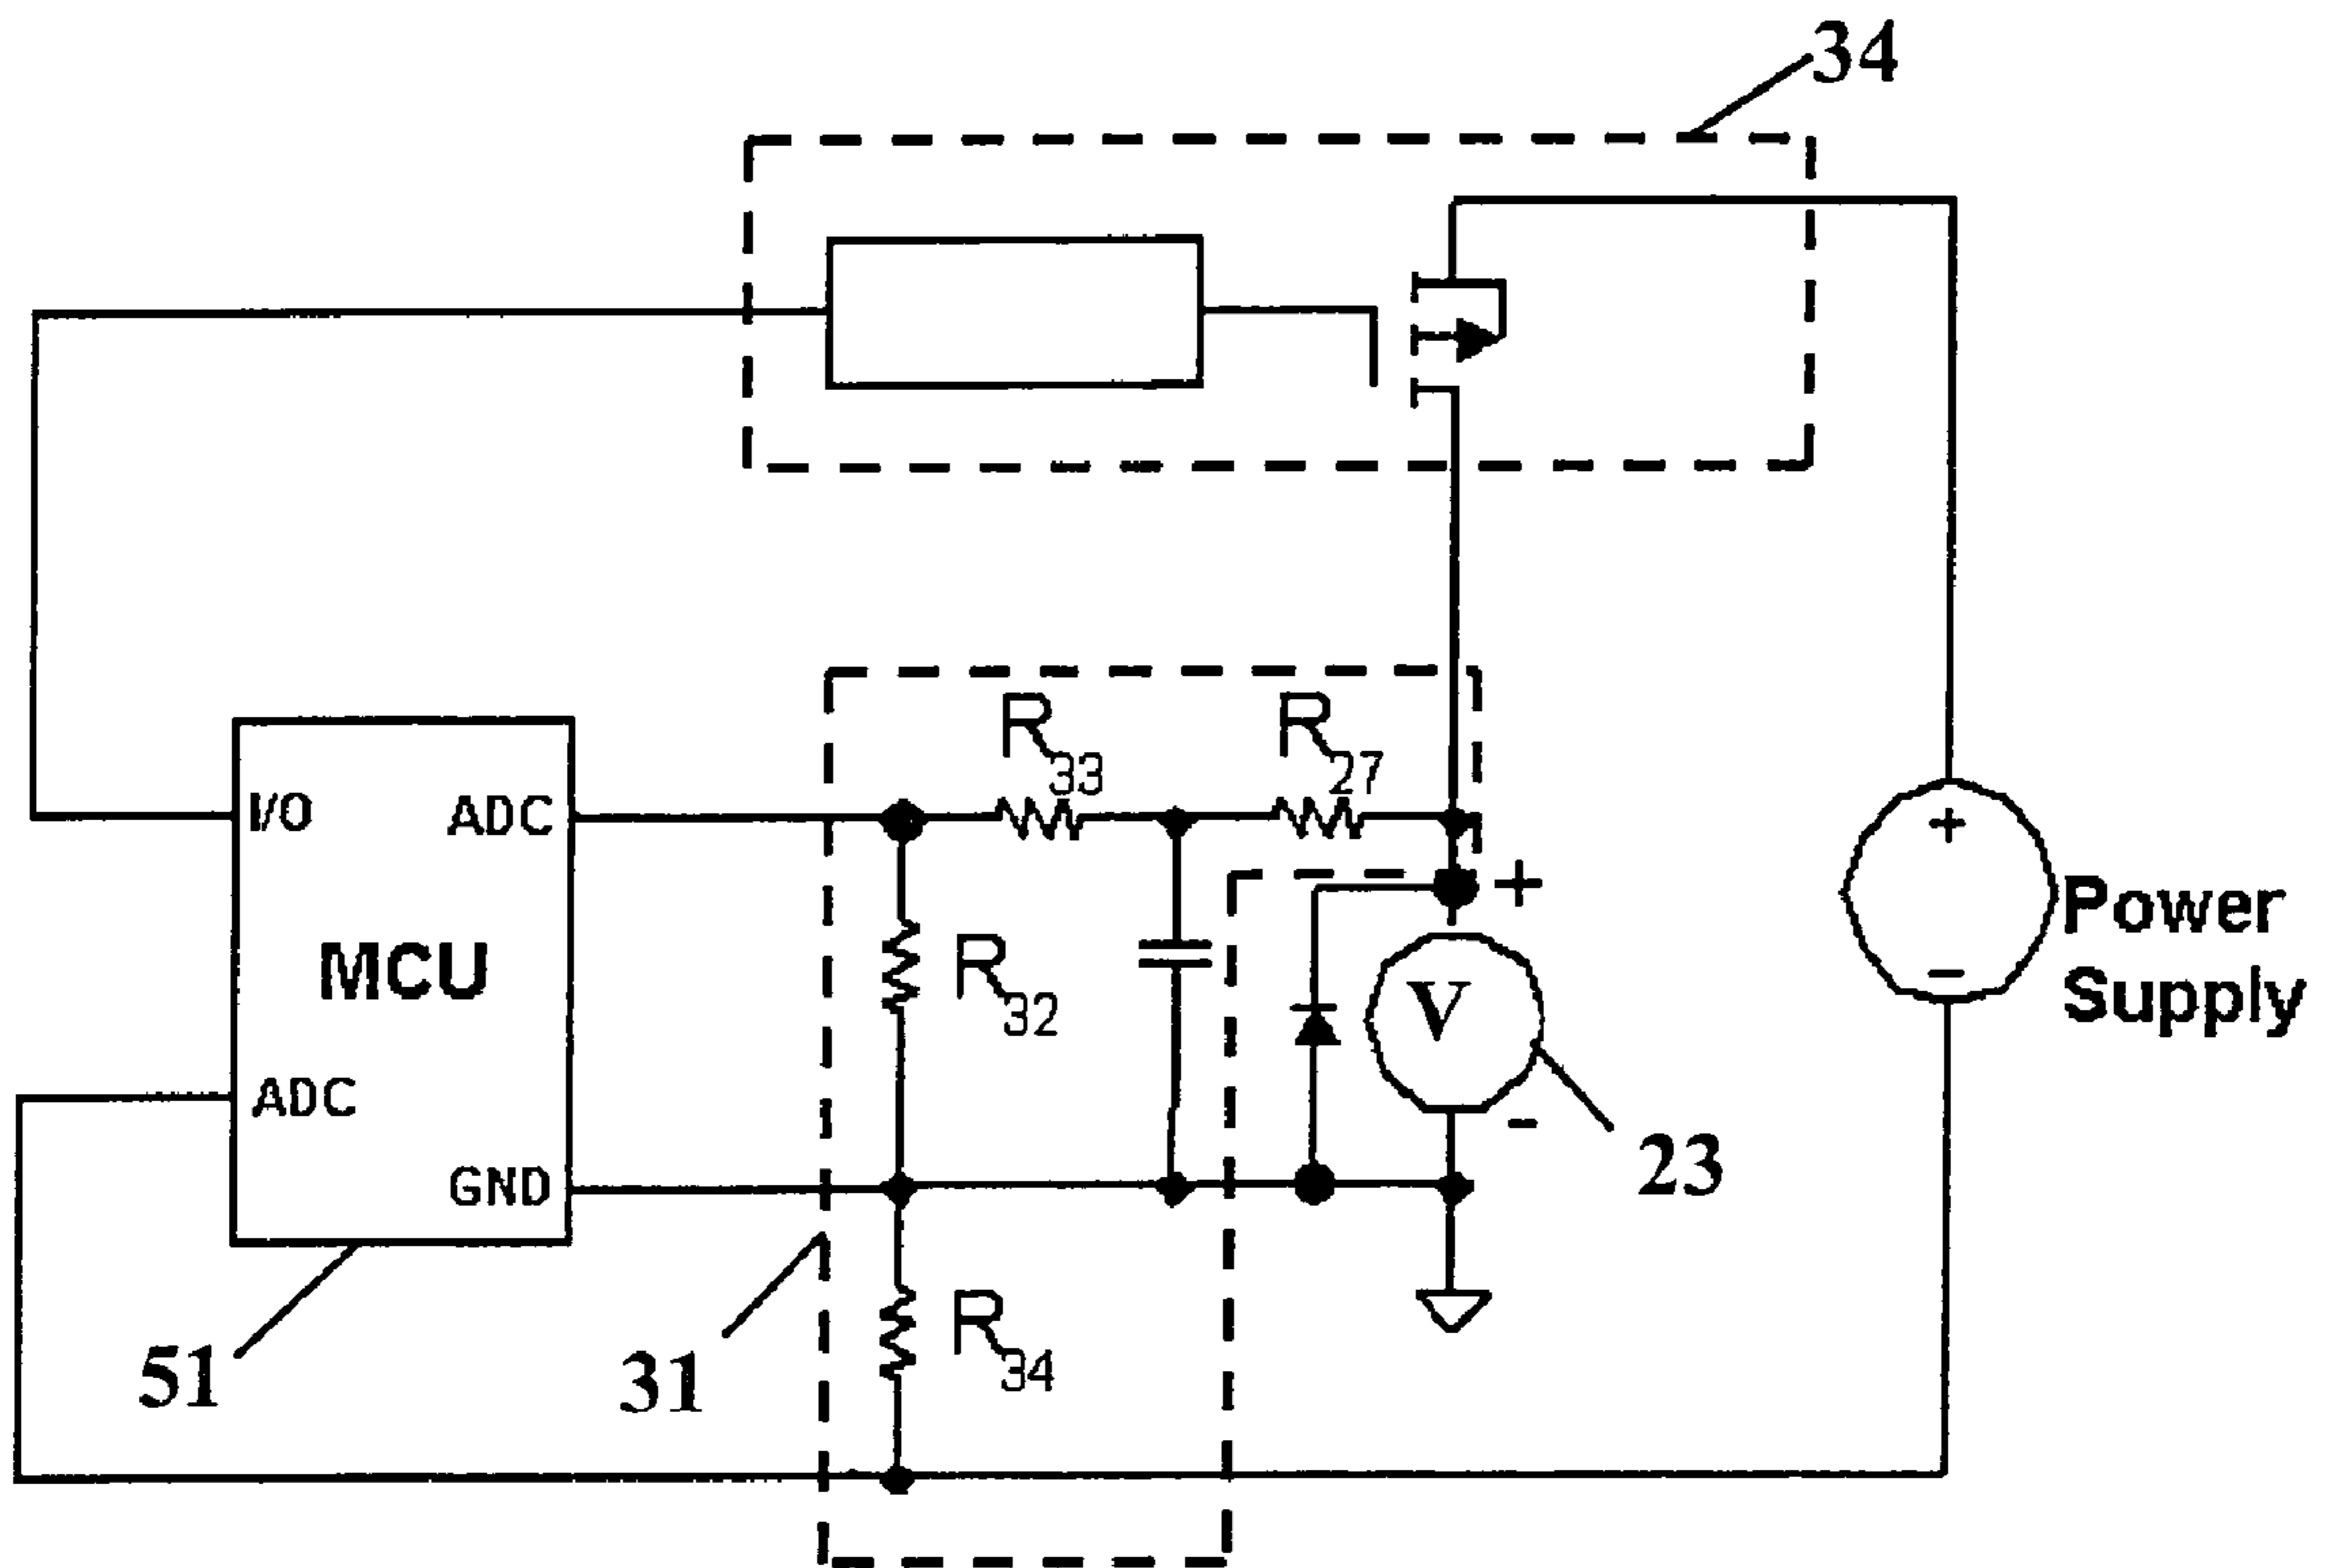 34
R33
R27
I/O
ADC
+
+
Power
Supply
MCU
R32
V
-
ADC
-
23
GND
51
31
R34